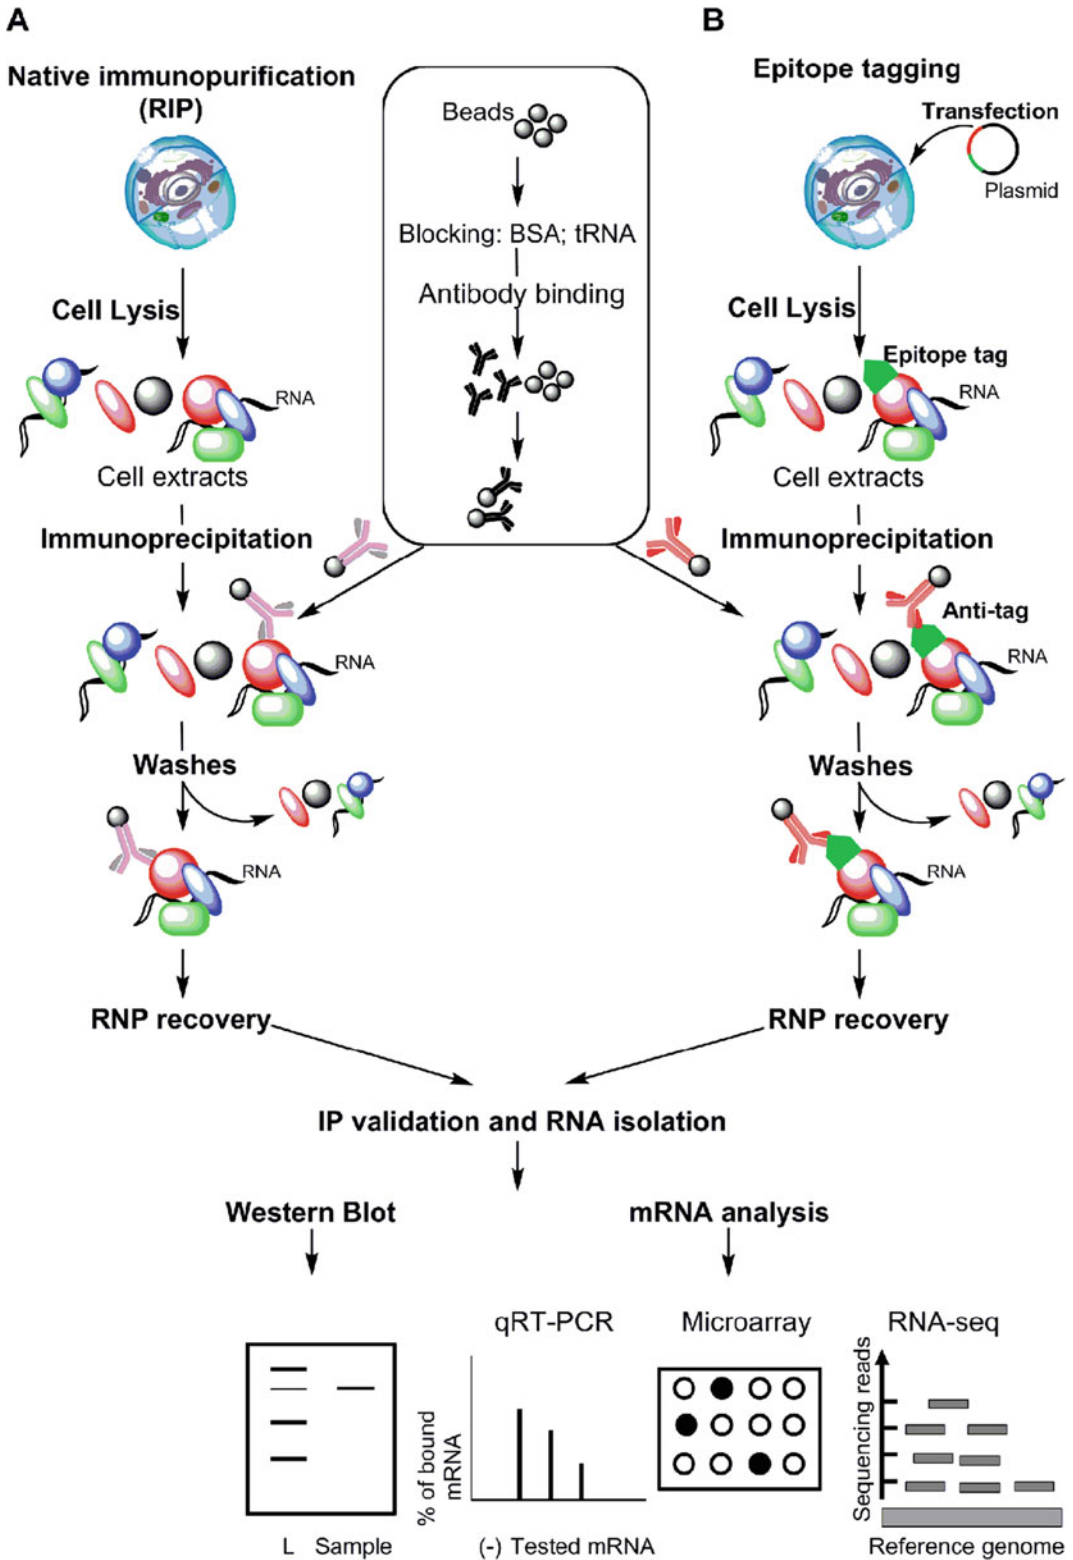 A
Native immunopurification
(RIP)
Cell Lysis
RNA
Cell extracts
Immunoprecipitation
RNA
Washes
RNA
RNP recovery
Beads
Blocking: BSA; tRNA
Antibody binding
B
Epitope tagging
Transfection
Plasmid
Cell Lysis
Epitope tag
RNA
Cell extracts
Immunoprecipitation
Anti-tag
RNA
Washes
RNA
RNP recovery
IP validation and RNA isolation
Western Blot
L Sample
mRNA analysis
qRT-PCR
% of bound
mRNA
(-) Tested mRNA
Microarray
RNA-seq
Sequencing reads
Reference genome